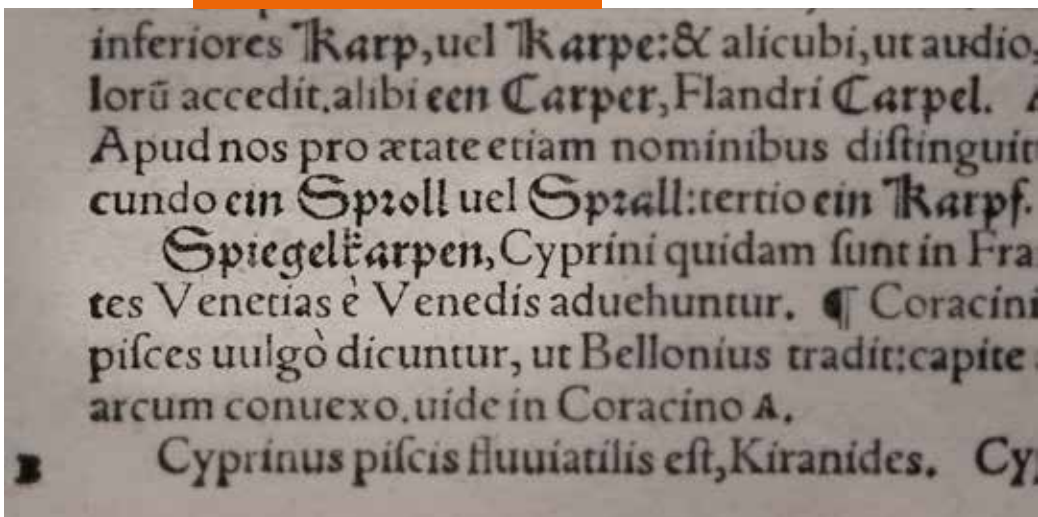 inferiores Karp, uel Karpe: & alicubi, ut audio,
lorū accedit. alibi een Carper, Flandri Carpel.
Apud nos pro ætate etiam nominibus diſtinguit
cundo ein Sproll uel Sprall: tertio ein Karpf.
Spiegelkarpen, Cyprini quidam ſunt in Fra
tes Venetias è Venedis aduehuntur. ¶ Coracini
piſces uulgò dicuntur, ut Bellonius tradit: capite
arcum conuexo. uide in Coracino A.
B Cyprinus piſcis fluuiatilis eſt, Kiranides. Cy